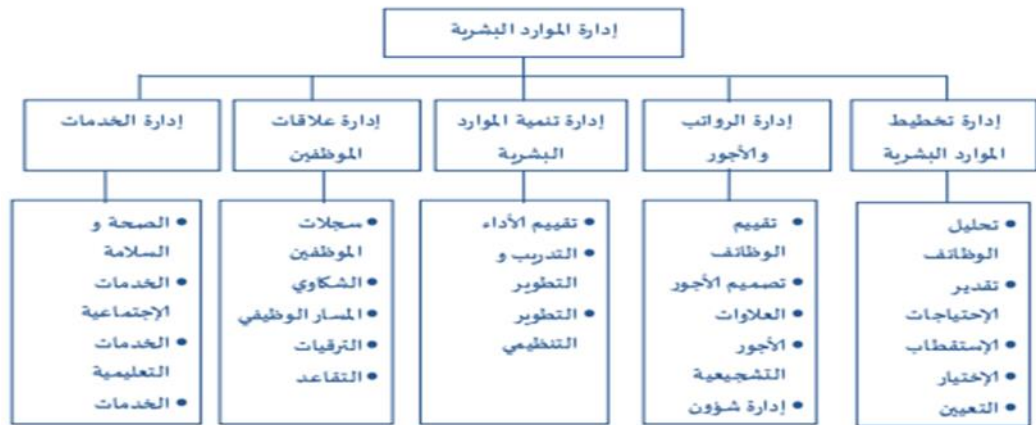 إدارة الموارد البشرية
إدارة تخطيط
الموارد البشرية
إدارة الرواتب
والأجور
إدارة تنمية الموارد
البشرية
إدارة علاقات
الموظفين
إدارة الخدمات
• تحليل
الوظائف
• تقدير
الإحتياجات
• الإستقطاب
• الإختيار
• التعيين
• تقييم
الوظائف
• تصميم الأجور
• العلاوات
• الأجور
التشجيعية
• إدارة شؤون
• تقييم الأداء
• التدريب و
التطوير
• التطوير
التنظيمي
• سجلات
الموظفين
• الشكاوي
• المسار الوظيفي
• الترقيات
• التقاعد
• الصحة و
السلامة
• الخدمات
الإجتماعية
• الخدمات
التعليمية
• الخدمات